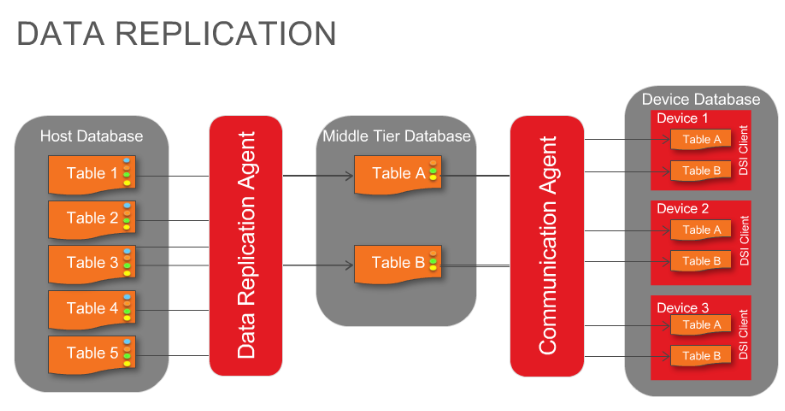 DATA REPLICATION
Host Database
Table 1
Table 2
Table 3
Table 4
Table 5
Data Replication Agent
Middle Tier Database
Table A
Table B
Communication Agent
Device Database
Device 1
Table A
Table B
DSI Client
Device 2
Table A
Table B
DSI Client
Device 3
Table A
Table B
DSI Client